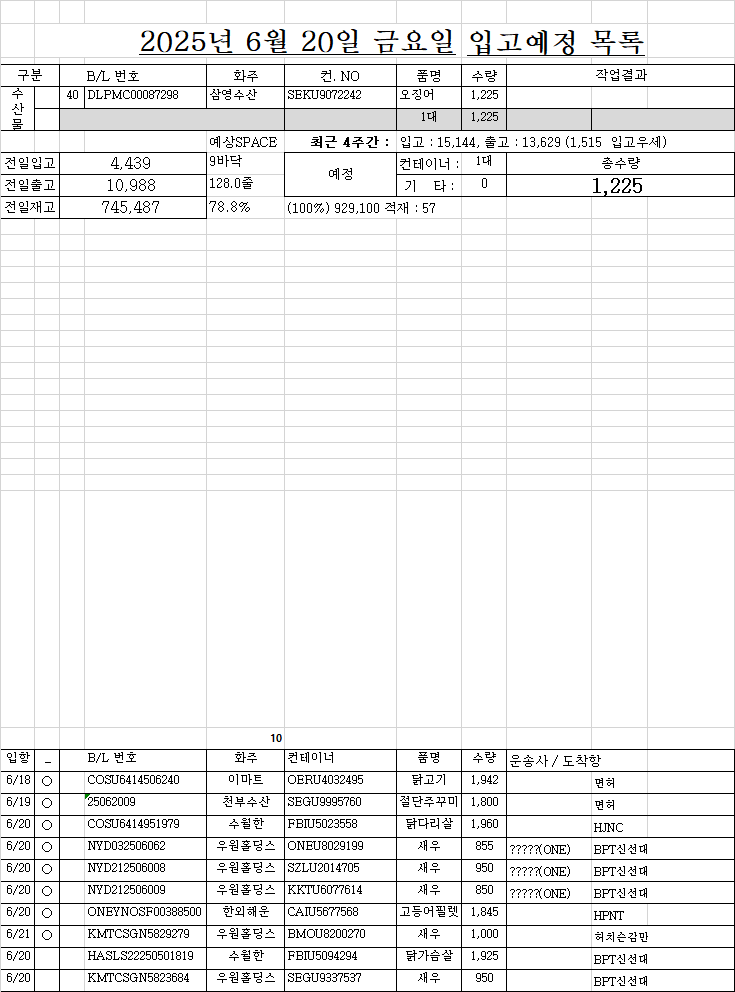 2025년 6월 20일 금요일 입고예정 목록
구분 B/L 번호 화주 컨. NO 품명 수량 작업결과
수산물 40 DLPMC00087298 삼영수산 SEKU9072242 오징어 1,225
1대 1,225
예상SPACE 최근 4주간 : 입고 : 15,144, 출고 : 13,629 (1,515 입고우세)
전일입고 4,439 9바닥 예정 컨테이너 : 1대 총수량
전일출고 10,988 128.0줄 기 타 : 0 1,225
전일재고 745,487 78.8% (100%) 929,100 적재 : 57
10
입항 _ B/L 번호 화주 컨테이너 품명 수량 운송사 / 도착항
6/18 ○ COSU6414506240 이마트 OERU4032495 닭고기 1,942 면허
6/19 ○ 25062009 천부수산 SEGU9995760 절단주꾸미 1,800 면허
6/20 ○ COSU6414951979 수월한 FBIU5023558 닭다리살 1,960 HJNC
6/20 ○ NYD032506062 우원홀딩스 ONEU8029199 새우 855 ?????(ONE) BPT신선대
6/20 ○ NYD212506008 우원홀딩스 SZLU2014705 새우 950 ?????(ONE) BPT신선대
6/20 ○ NYD212506009 우원홀딩스 KKTU6077614 새우 850 ?????(ONE) BPT신선대
6/20 ○ ONEYNOSF00388500 한외해운 CAIU5677568 고등어필렛 1,845 HPNT
6/21 ○ KMTCSGN5829279 우원홀딩스 BMOU8200270 새우 1,000 허치슨감만
6/20 HASLS22250501819 수월한 FBIU5094294 닭가슴살 1,925 BPT신선대
6/20 KMTCSGN5823684 우원홀딩스 SEGU9337537 새우 950 BPT신선대